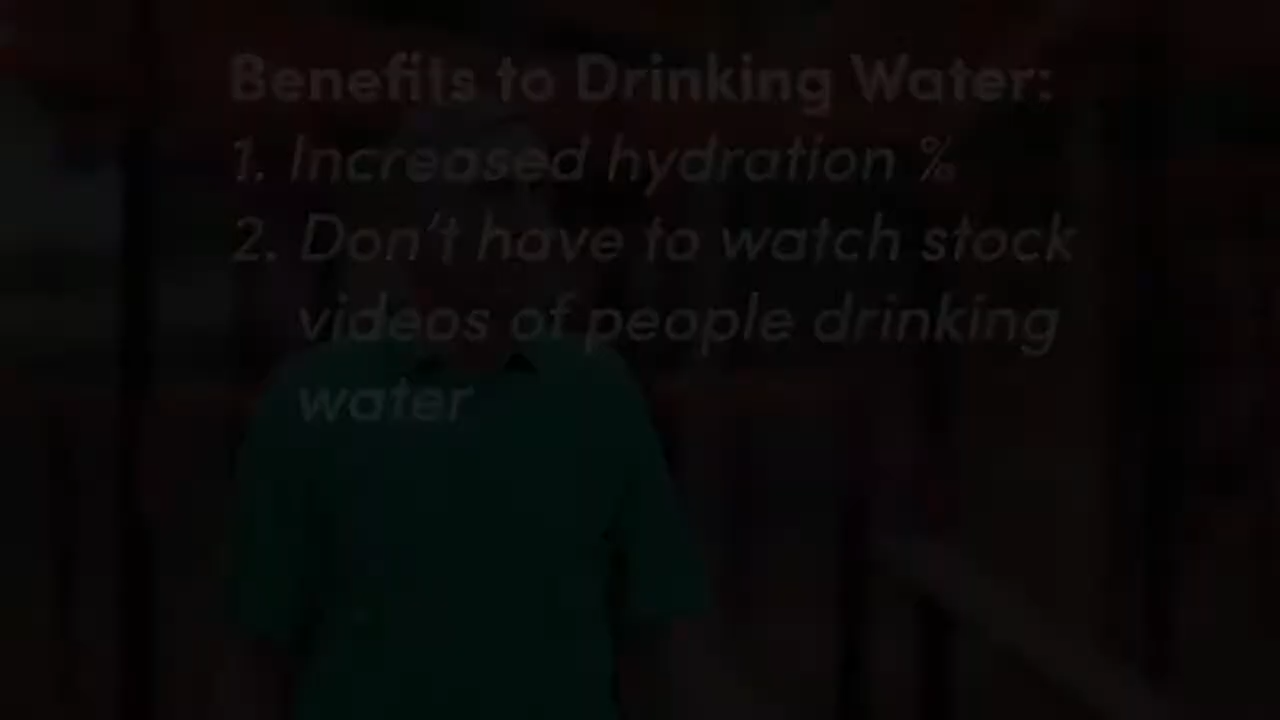 Benefits to Drinking Water:
1. Increased hydration %
2. Don't have to watch stock
videos of people drinking
water